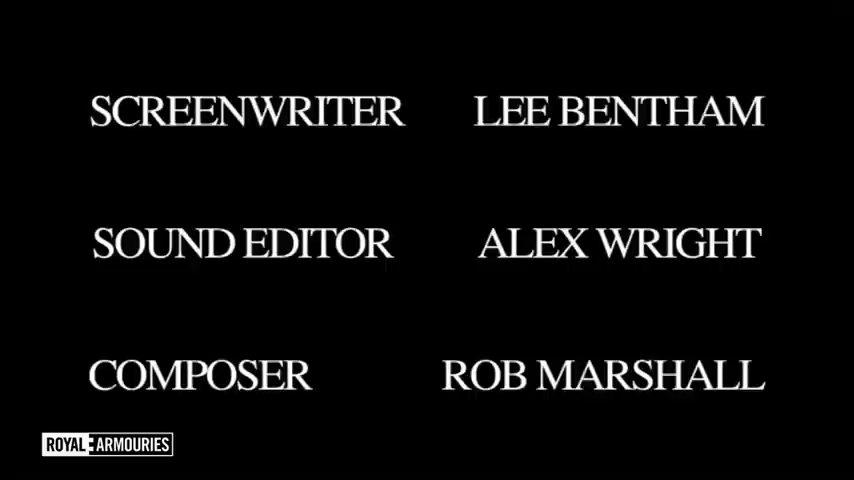 SCREENWRITER LEE BENTHAM
SOUND EDITOR ALEX WRIGHT
COMPOSER ROB MARSHALL
ROYAL ARMOURIES